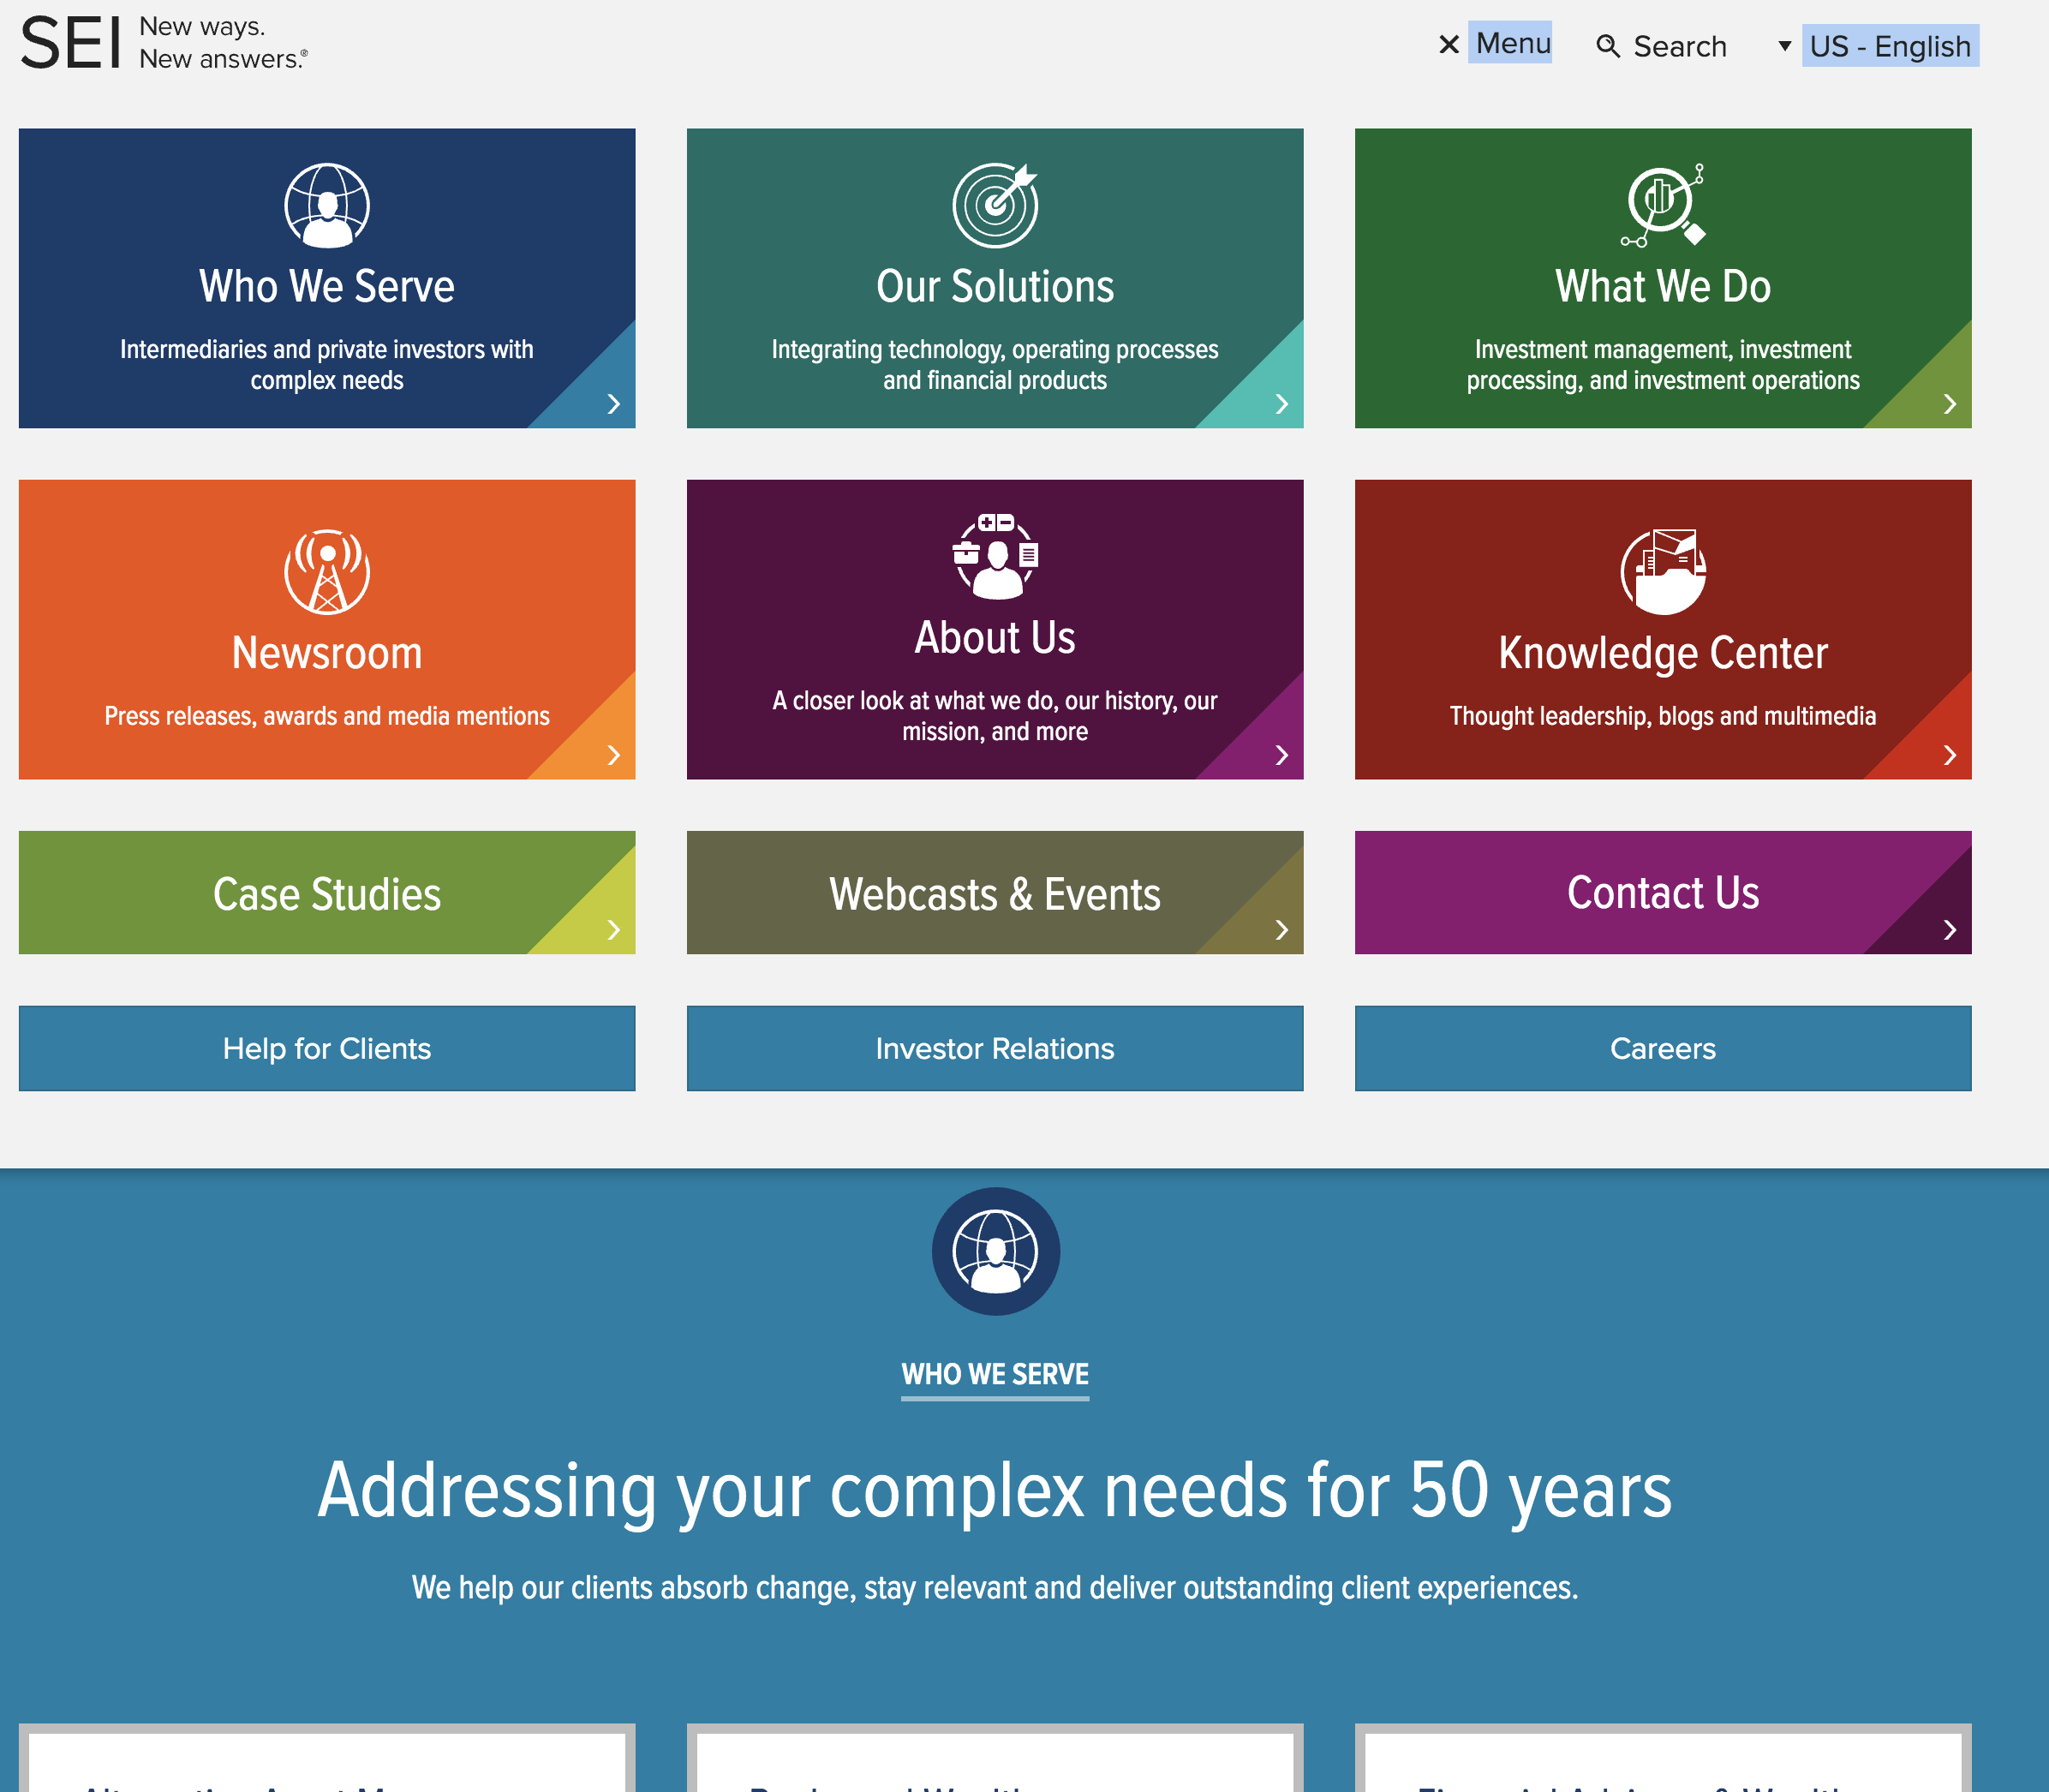 SEI
New ways.
New answers.®
Menu
Search
US - English
Who We Serve
Intermediaries and private investors with
complex needs
Our Solutions
Integrating technology, operating processes
and financial products
What We Do
Investment management, investment
processing, and investment operations
Newsroom
Press releases, awards and media mentions
About Us
A closer look at what we do, our history, our
mission, and more
Knowledge Center
Thought leadership, blogs and multimedia
Case Studies
Webcasts & Events
Contact Us
Help for Clients
Investor Relations
Careers
WHO WE SERVE
Addressing your complex needs for 50 years
We help our clients absorb change, stay relevant and deliver outstanding client experiences.